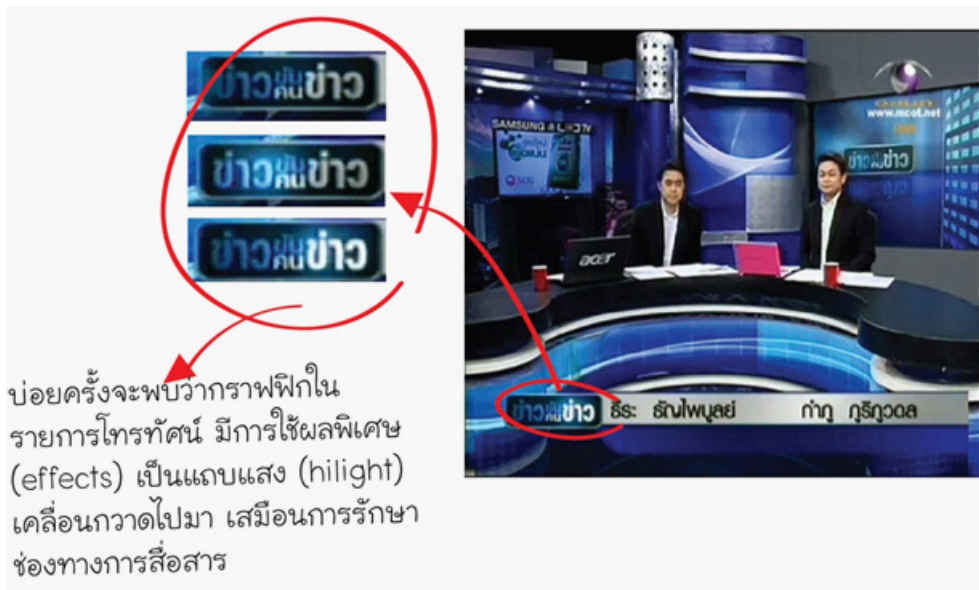 ข่าวข้นคนข่าว
ข่าวข้นคนข่าว
ข่าวข้นคนข่าว
บ่อยครั้งจะพบว่ากราฟฟิกใน
รายการโทรทัศน์ มีการใช้ผลพิเศษ
(effects) เป็นแถบแสง (hilight)
เคลื่อนกวาดไปมา เสมือนการรักษา
ช่องทางการสื่อสาร
www.mcot.net
SAMSUNG
SCG
ข่าวข้นคนข่าว
acer
ข่าวข้นคนข่าว ธีระ ธัญไพบูลย์ กำภู ภูริภูวดล